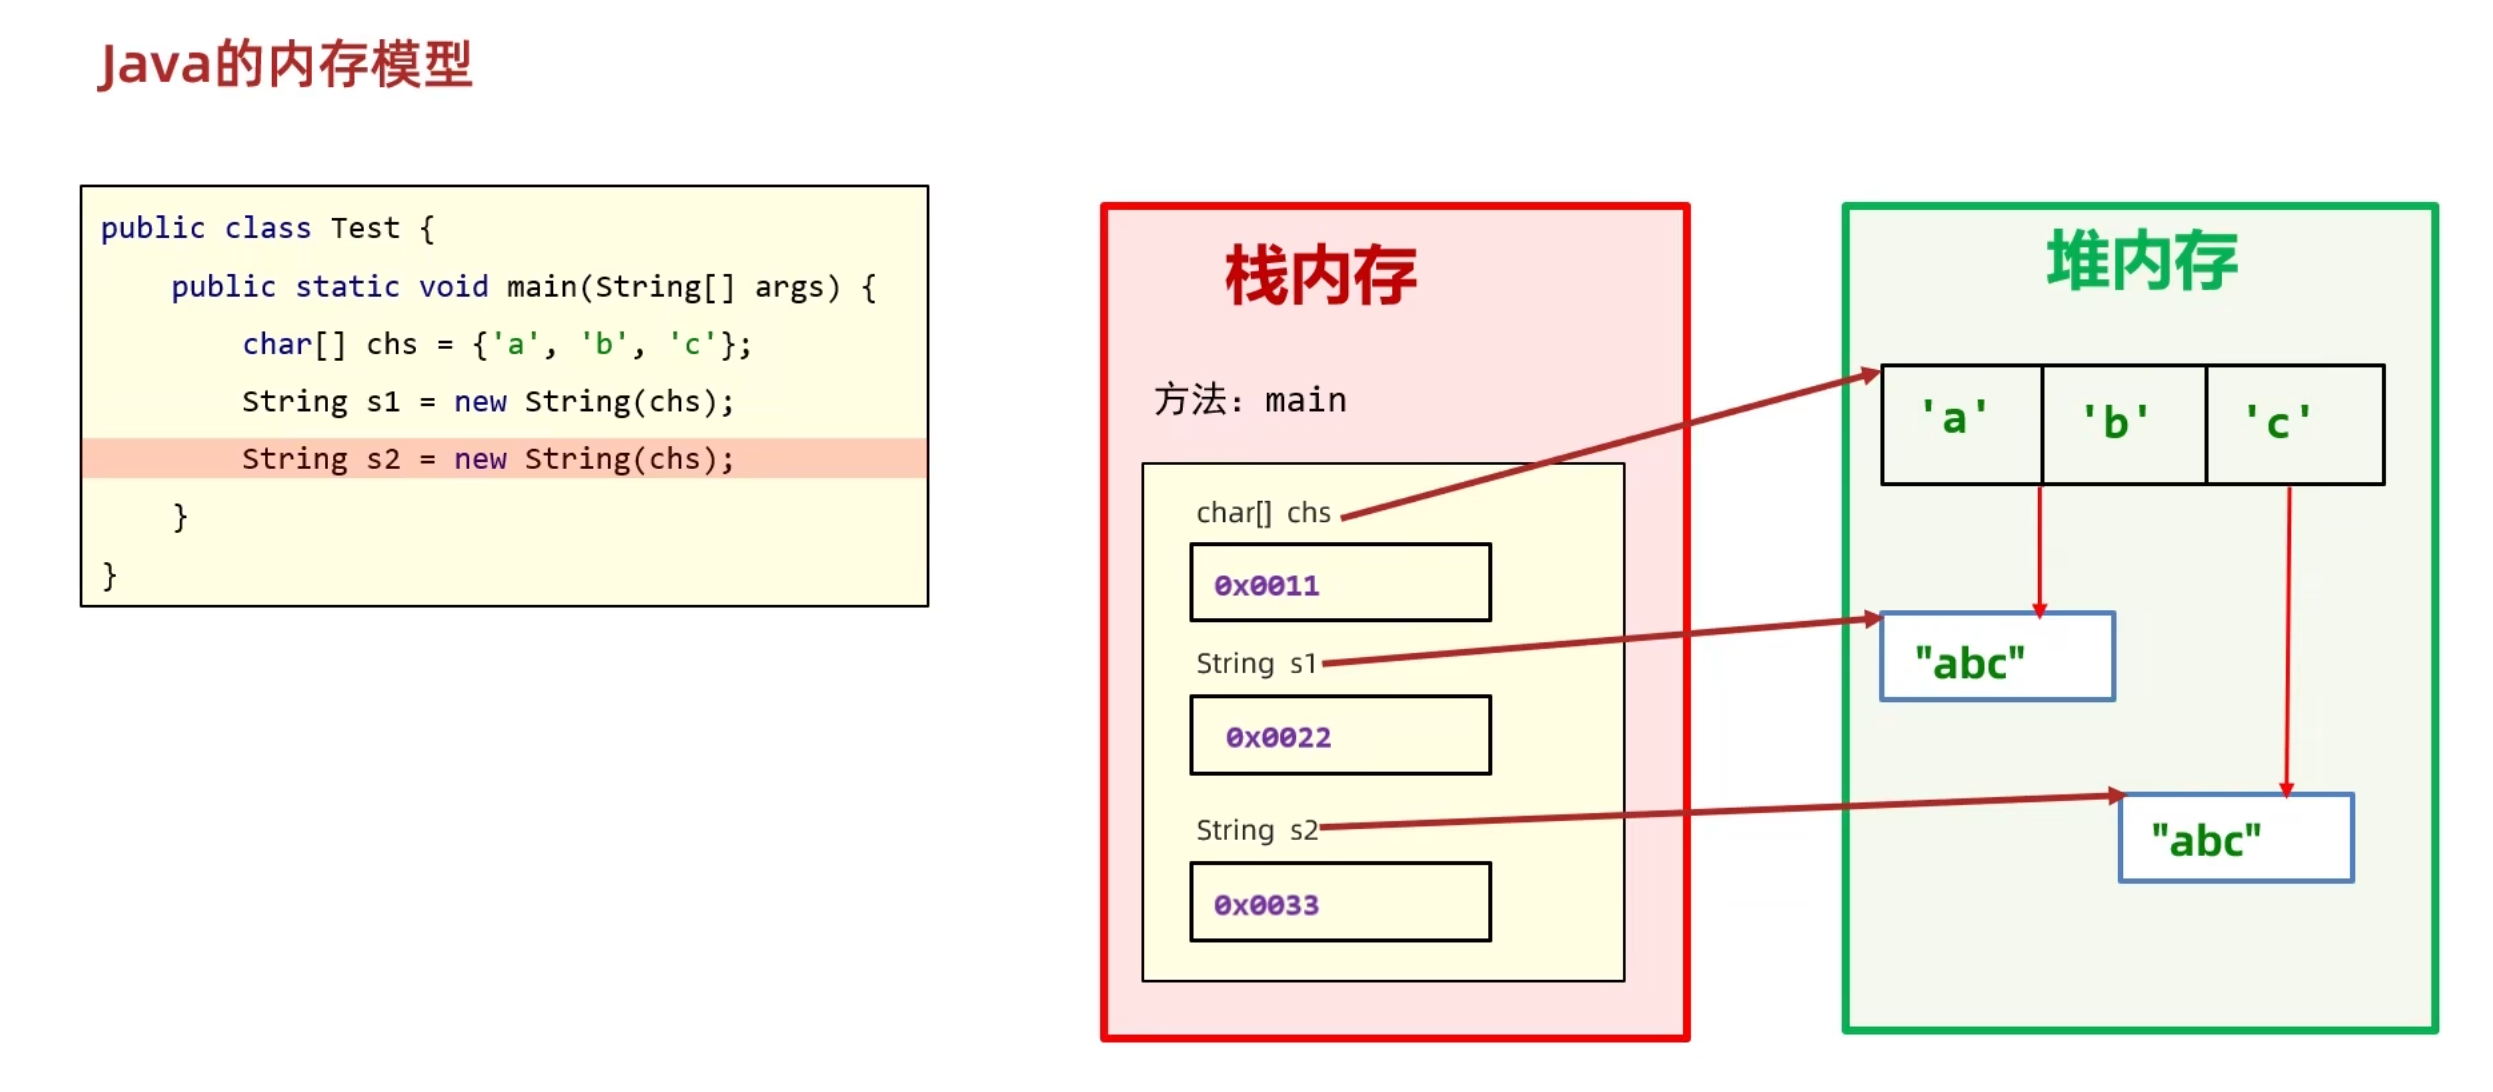 Java的内存模型
public class Test {
public static void main(String[] args) {
char[] chs = {'a', 'b', 'c'};
String s1 = new String(chs);
String s2 = new String(chs);
}
}
栈内存
方法：main
char[] chs
0x0011
String s1
0x0022
String s2
0x0033
堆内存
'a' 'b' 'c'
"abc"
"abc"